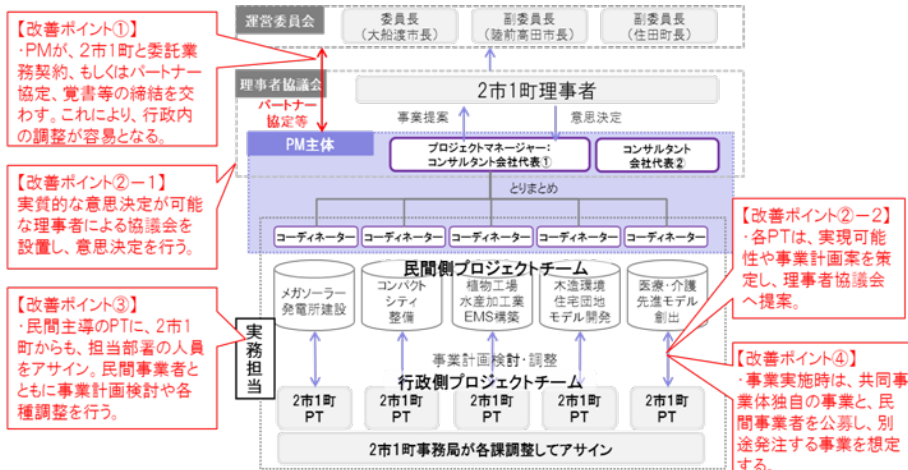 【改善ポイント①】
・PMが、2市1町と委託業
務契約、もしくはパートナー
協定、覚書等の締結を交
わす。これにより、行政内
の調整が容易となる。
【改善ポイント②－1】
実質的な意思決定が可能
な理事者による協議会を
設置し、意思決定を行う。
【改善ポイント③】
・民間主導のPTに、2市1
町からも、担当部署の人員
をアサイン。民間事業者と
ともに事業計画検討や各
種調整を行う。
運営委員会
委員長
(大船渡市長)
副委員長
(陸前高田市長)
副委員長
(住田町長)
理事者協議会
2市1町理事者
パートナー
協定等
事業提案
意思決定
PM主体
プロジェクトマネージャー:
コンサルタント会社代表①
コンサルタント
会社代表②
とりまとめ
コーディネーター
コーディネーター
コーディネーター
コーディネーター
コーディネーター
民間側プロジェクトチーム
メガソーラー
発電所建設
コンパクト
シティ
整備
植物工場
水産加工業
EMS構築
木造環境
住宅団地
モデル開発
医療・介護
先進モデル
創出
実務担当
事業計画検討・調整
行政側プロジェクトチーム
2市1町
PT
2市1町
PT
2市1町
PT
2市1町
PT
2市1町
PT
2市1町事務局が各課調整してアサイン
【改善ポイント②－2】
・各PTは、実現可能
性や事業計画案を策
定し、理事者協議会
へ提案。
【改善ポイント④】
・事業実施時は、共同事
業体独自の事業と、民
間事業者を公募し、別
途発注する事業を想定
する。